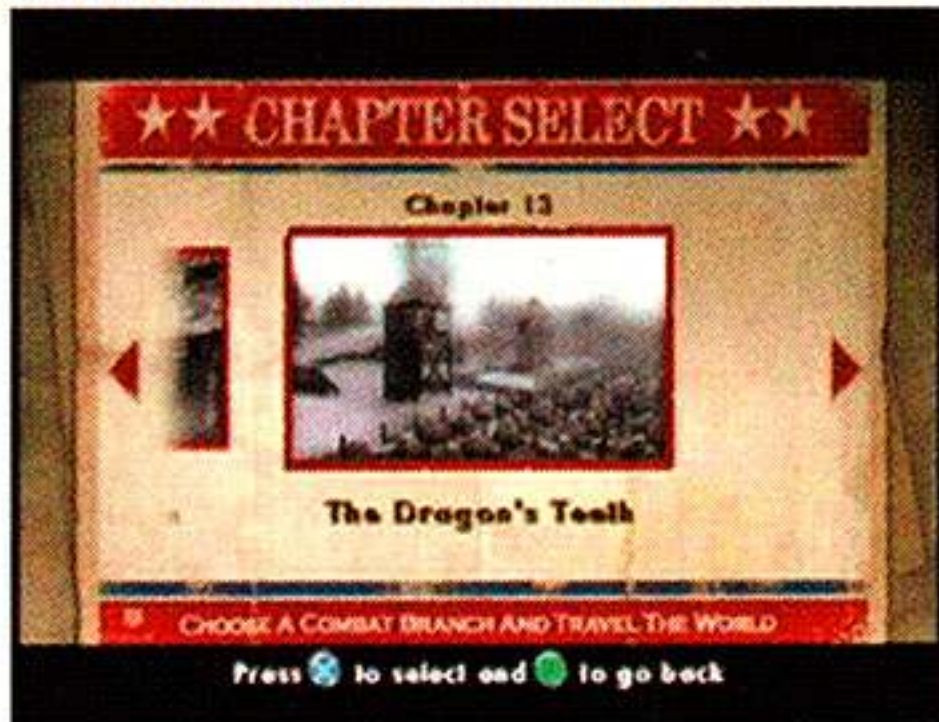 CHAPTER SELECT
Chapter 13
The Dragon's Teeth
CHOOSE A COMBAT BRANCH AND TRAVEL THE WORLD
Press to select and to go back